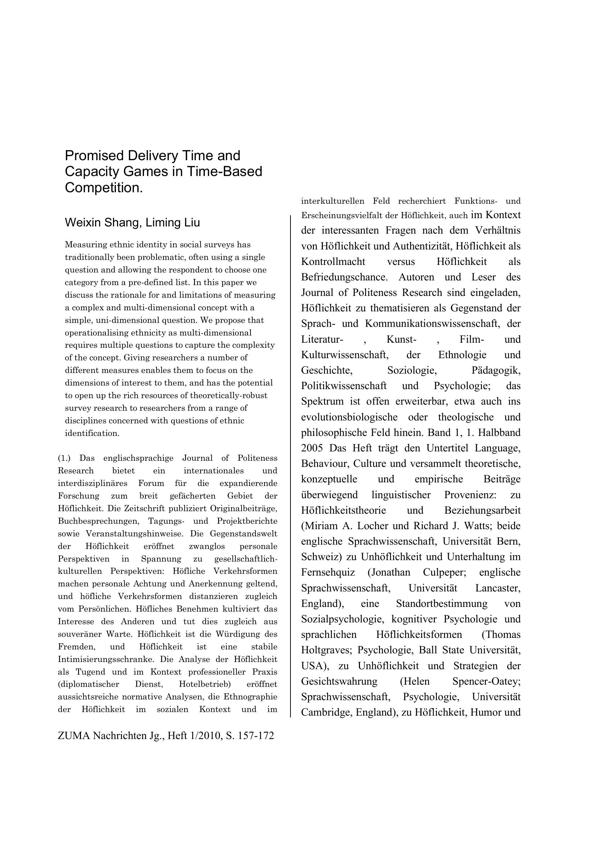 Promised Delivery Time and
Capacity Games in Time-Based
Competition.
Weixin Shang, Liming Liu
Measuring ethnic identity in social surveys has
traditionally been problematic, often using a single
question and allowing the respondent to choose one
category from a pre-defined list. In this paper we
discuss the rationale for and limitations of measuring
a complex and multi-dimensional concept with a
simple, uni-dimensional question. We propose that
operationalising ethnicity as multi-dimensional
requires multiple questions to capture the complexity
of the concept. Giving researchers a number of
different measures enables them to focus on the
dimensions of interest to them, and has the potential
to open up the rich resources of theoretically-robust
survey research to researchers from a range of
disciplines concerned with questions of ethnic
identification.
(1.) Das englischsprachige Journal of Politeness
Research bietet ein internationales und
interdisziplinäres Forum für die expandierende
Forschung zum breit gefächerten Gebiet der
Höflichkeit. Die Zeitschrift publiziert Originalbeiträge,
Buchbesprechungen, Tagungs- und Projektberichte
sowie Veranstaltungshinweise. Die Gegenstandswelt
der Höflichkeit eröffnet zwanglos personale
Perspektiven in Spannung zu gesellschaftlich-
kulturellen Perspektiven: Höfliche Verkehrsformen
machen personale Achtung und Anerkennung geltend,
und höfliche Verkehrsformen distanzieren zugleich
vom Persönlichen. Höfliches Benehmen kultiviert das
Interesse des Anderen und tut dies zugleich aus
souveräner Warte. Höflichkeit ist die Würdigung des
Fremden, und Höflichkeit ist eine stabile
Intimisierungsschranke. Die Analyse der Höflichkeit
als Tugend und im Kontext professioneller Praxis
(diplomatischer Dienst, Hotelbetrieb) eröffnet
aussichtsreiche normative Analysen, die Ethnographie
der Höflichkeit im sozialen Kontext und im
interkulturellen Feld recherchiert Funktions- und
Erscheinungsvielfalt der Höflichkeit, auch im Kontext
der interessanten Fragen nach dem Verhältnis
von Höflichkeit und Authentizität, Höflichkeit als
Kontrollmacht versus Höflichkeit als
Befriedungschance. Autoren und Leser des
Journal of Politeness Research sind eingeladen,
Höflichkeit zu thematisieren als Gegenstand der
Sprach- und Kommunikationswissenschaft, der
Literatur- , Kunst- , Film- und
Kulturwissenschaft, der Ethnologie und
Geschichte, Soziologie, Pädagogik,
Politikwissenschaft und Psychologie; das
Spektrum ist offen erweiterbar, etwa auch ins
evolutionsbiologische oder theologische und
philosophische Feld hinein. Band 1, 1. Halbband
2005 Das Heft trägt den Untertitel Language,
Behaviour, Culture und versammelt theoretische,
konzeptuelle und empirische Beiträge
überwiegend linguistischer Provenienz: zu
Höflichkeitstheorie und Beziehungsarbeit
(Miriam A. Locher und Richard J. Watts; beide
englische Sprachwissenschaft, Universität Bern,
Schweiz) zu Unhöflichkeit und Unterhaltung im
Fernsehquiz (Jonathan Culpeper; englische
Sprachwissenschaft, Universität Lancaster,
England), eine Standortbestimmung von
Sozialpsychologie, kognitiver Psychologie und
sprachlichen Höflichkeitsformen (Thomas
Holtgraves; Psychologie, Ball State Universität,
USA), zu Unhöflichkeit und Strategien der
Gesichtswahrung (Helen Spencer-Oatey;
Sprachwissenschaft, Psychologie, Universität
Cambridge, England), zu Höflichkeit, Humor und
ZUMA Nachrichten Jg., Heft 1/2010, S. 157-172